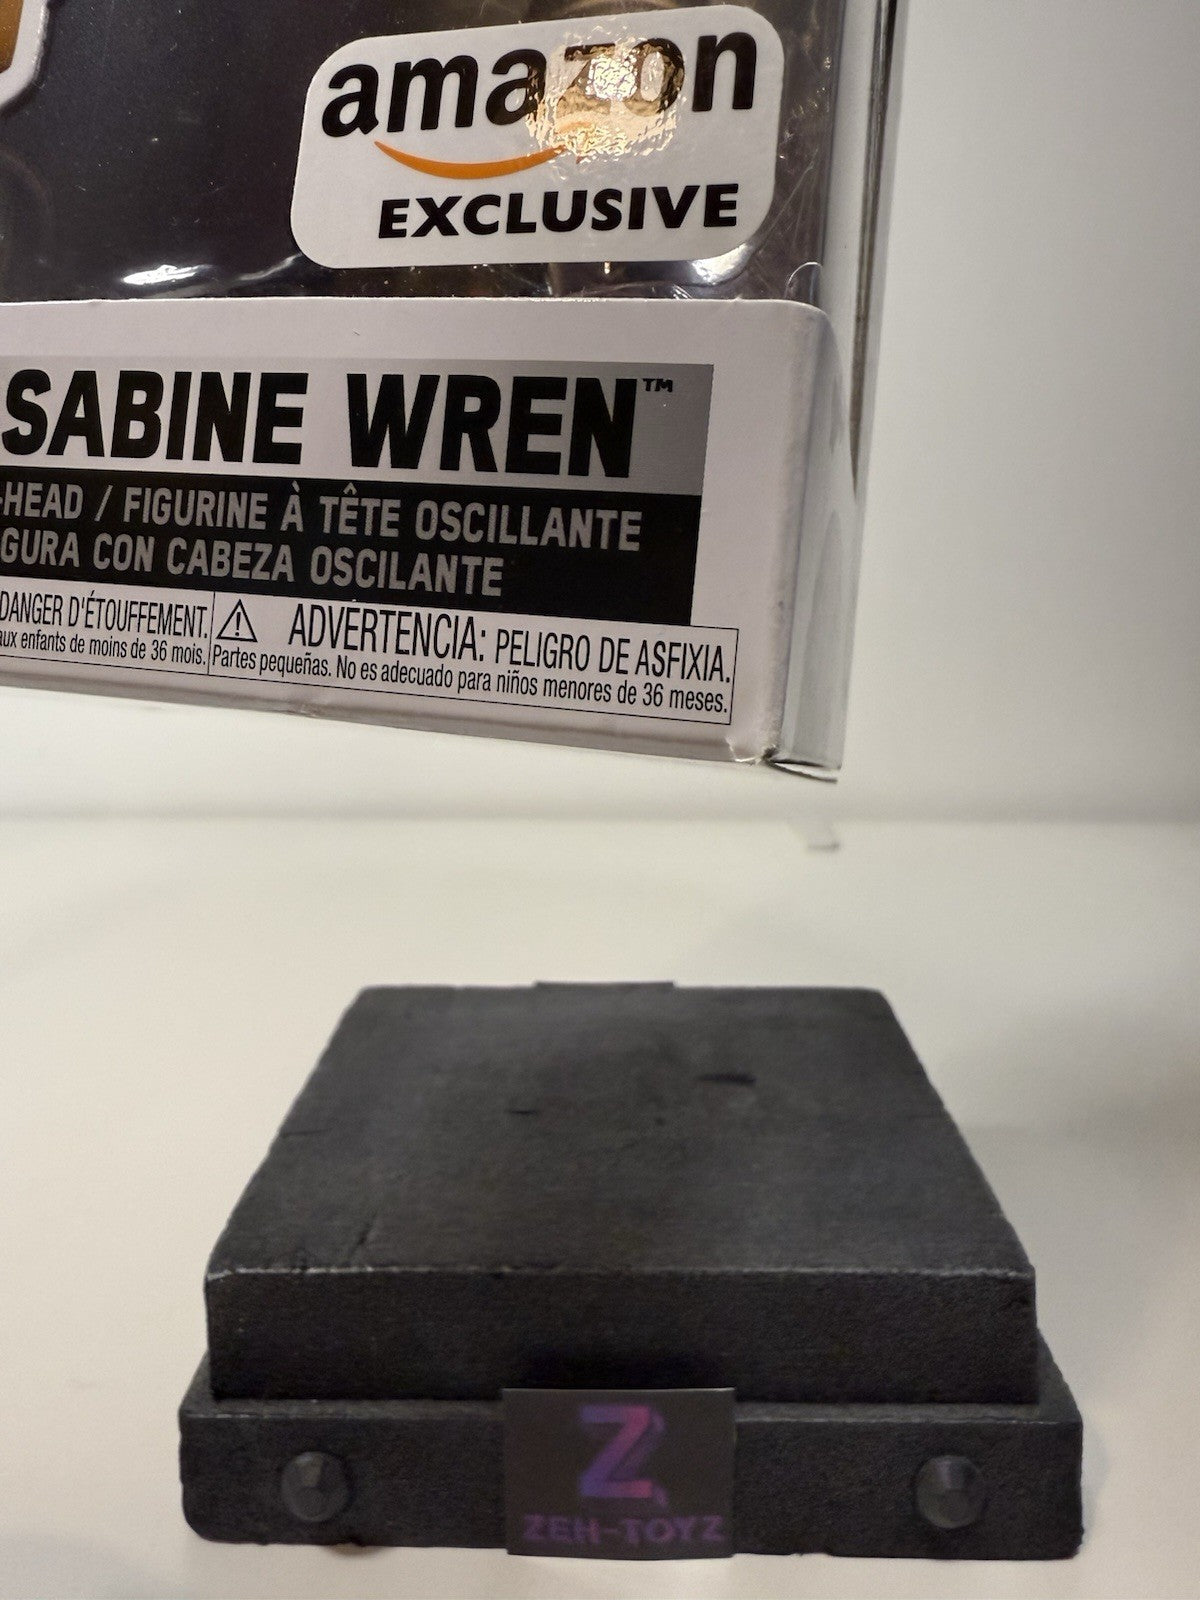 amazon
EXCLUSIVE
SABINE WREN™
-HEAD / FIGURINE À TÊTE OSCILLANTE
GURA CON CABEZA OSCILANTE
DANGER D'ÉTOUFFEMENT.
aux enfants de moins de 36 mois.
⚠ ADVERTENCIA: PELIGRO DE ASFIXIA.
Partes pequeñas. No es adecuado para niños menores de 36 meses.
Z
ZEN-TOYZ